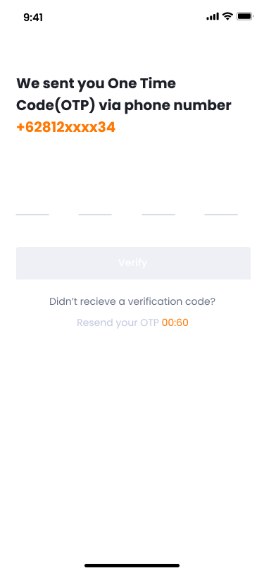 9:41
We sent you One Time
Code(OTP) via phone number
+62812xxxx34
Verify
Didn't recieve a verification code?
Resend your OTP 00:60